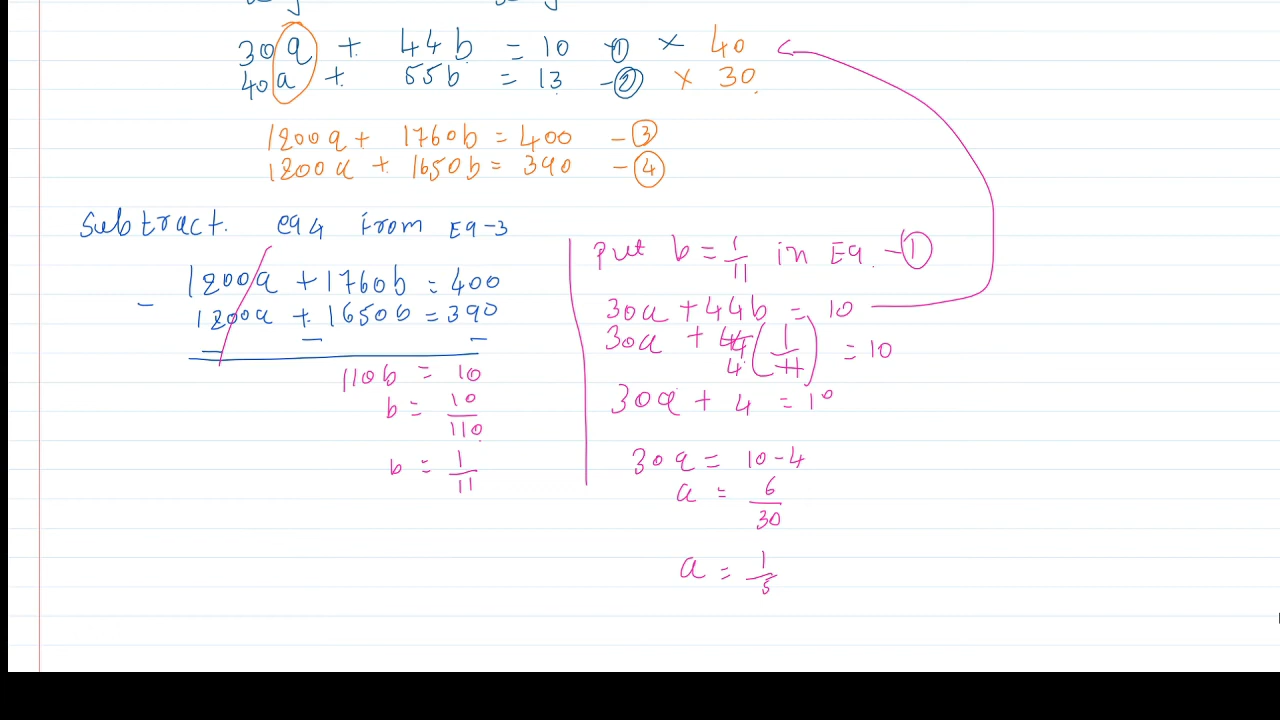 30a + 44b = 10 -① × 40
40a + 55b = 13 -② × 30
1200a + 1760b = 400 -③
1200a + 1650b = 390 -④
Subtract eq 4 from Eq-3
1200a + 1760b = 400
- 1200a + 1650b = 390
- - -
110b = 10
b = 10/110
b = 1/11
Put b = 1/11 in Eq -①
30a + 44b = 10
30a + 44 (1/11) = 10
4
30a + 4 = 10
30a = 10-4
a = 6/30
a = 1/5